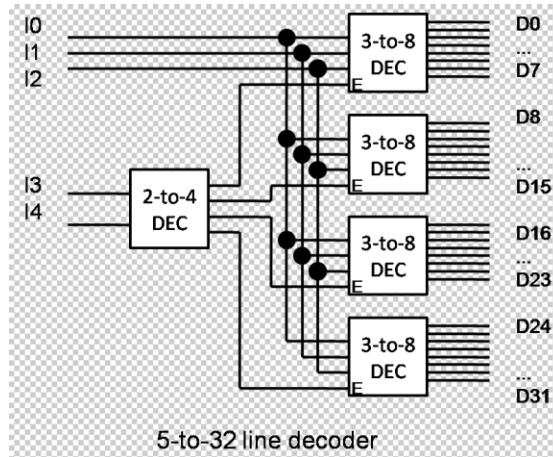 I0
I1
I2
3-to-8
DEC
E
D0
...
D7
3-to-8
DEC
E
D8
...
D15
I3
I4
2-to-4
DEC
3-to-8
DEC
E
D16
...
D23
3-to-8
DEC
E
D24
...
D31
5-to-32 line decoder